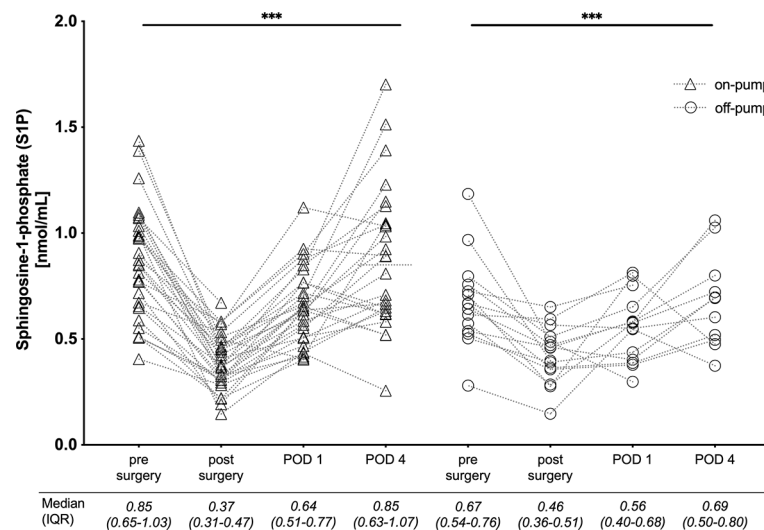 ***
***
2.0
1.5
1.0
0.5
0.0
Sphingosine-1-phosphate (S1P)
[nmol/mL]
on-pump
off-pump
pre
surgery
post
surgery
POD 1
POD 4
pre
surgery
post
surgery
POD 1
POD 4
Median 0.85 0.37 0.64 0.85 0.67 0.46 0.56 0.69
(IQR) (0.65-1.03) (0.31-0.47) (0.51-0.77) (0.63-1.07) (0.54-0.76) (0.36-0.51) (0.40-0.68) (0.50-0.80)